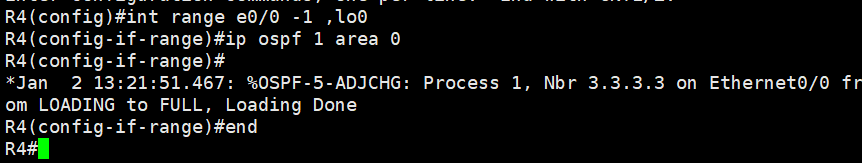 R4(config)#int range e0/0 -1 ,lo0
R4(config-if-range)#ip ospf 1 area 0
R4(config-if-range)#
*Jan  2 13:21:51.467: %OSPF-5-ADJCHG: Process 1, Nbr 3.3.3.3 on Ethernet0/0 fr
om LOADING to FULL, Loading Done
R4(config-if-range)#end
R4#